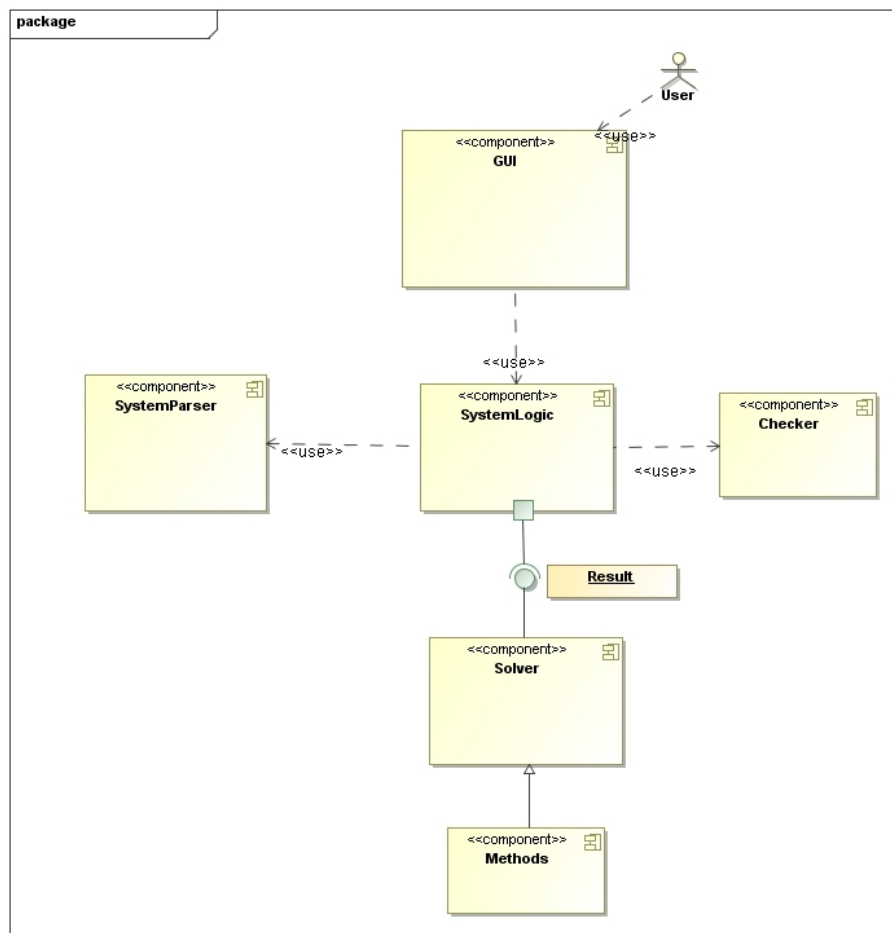 package
User
<<use>>
<<component>>
GUI
<<use>>
<<component>>
SystemParser
<<component>>
SystemLogic
<<component>>
Checker
<<use>>
<<use>>
Result
<<component>>
Solver
<<component>>
Methods